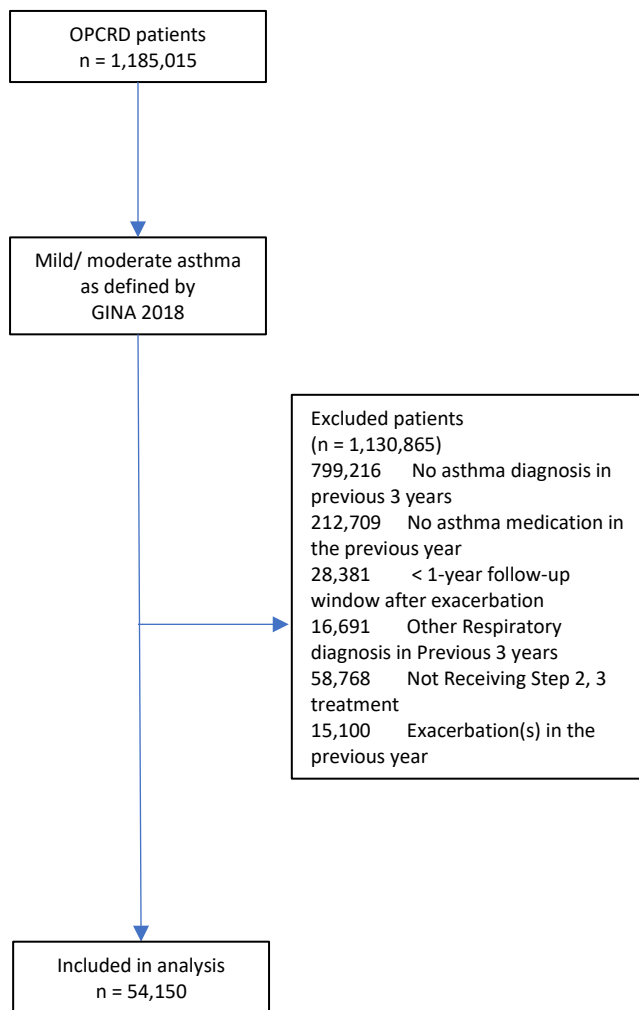 OPCRD patients
n = 1,185,015
Mild/ moderate asthma
as defined by
GINA 2018
Excluded patients
(n = 1,130,865)
799,216 No asthma diagnosis in
previous 3 years
212,709 No asthma medication in
the previous year
28,381 < 1-year follow-up
window after exacerbation
16,691 Other Respiratory
diagnosis in Previous 3 years
58,768 Not Receiving Step 2, 3
treatment
15,100 Exacerbation(s) in the
previous year
Included in analysis
n = 54,150